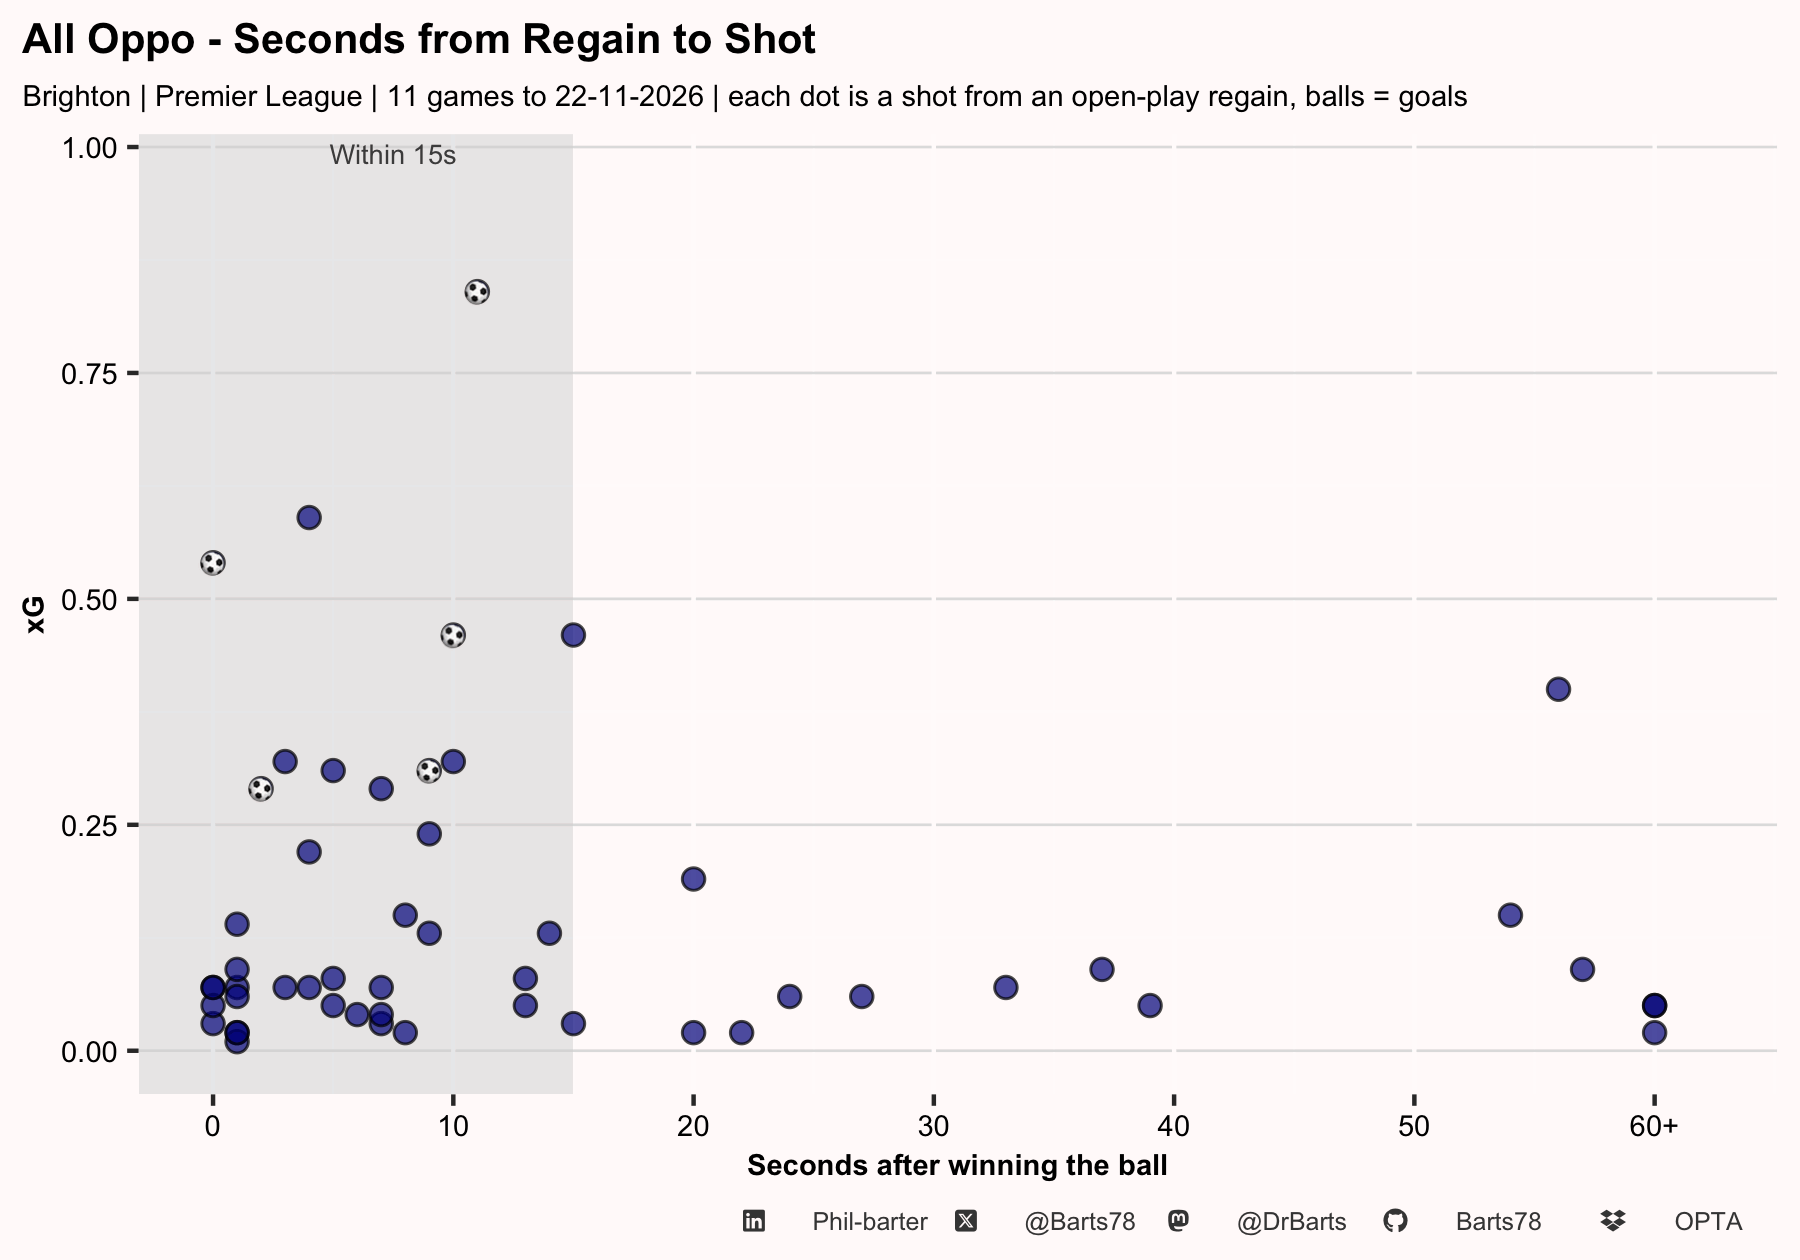 All Oppo - Seconds from Regain to Shot
Brighton | Premier League | 11 games to 22-11-2026 | each dot is a shot from an open-play regain, balls = goals
Within 15s
1.00
0.75
0.50
0.25
0.00
xG
0 10 20 30 40 50 60+
Seconds after winning the ball
Phil-barter @Barts78 @DrBarts Barts78 OPTA